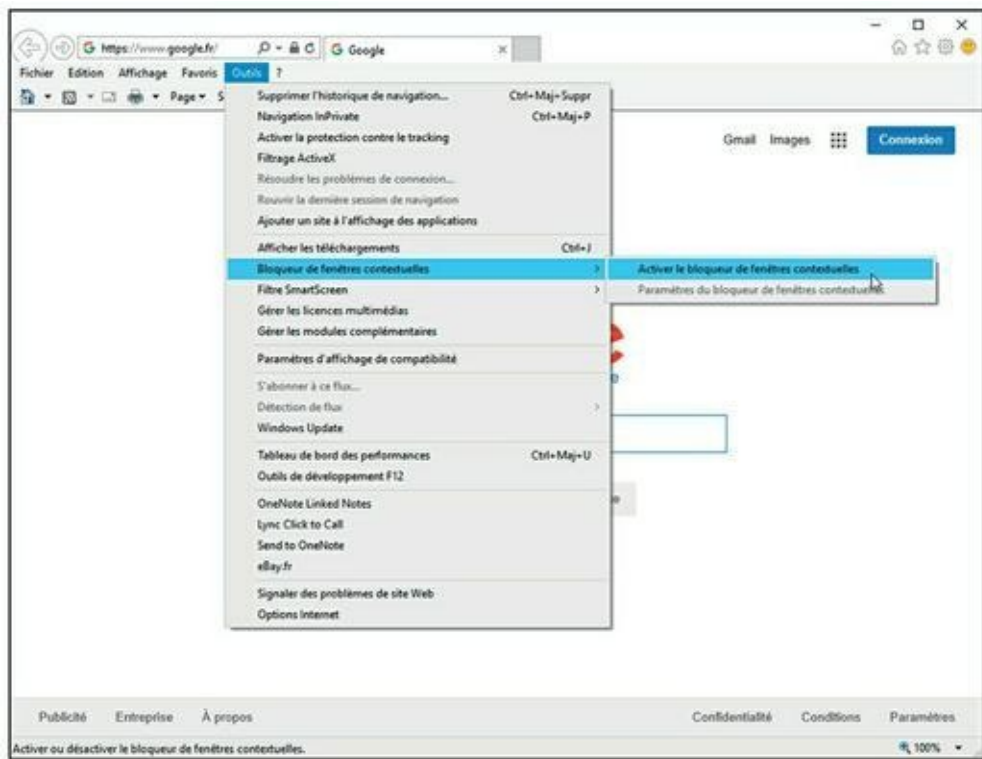 https://www.google.fr/
Google
Fichier Edition Affichage Favoris Outils ?
Page
S
Supprimer l'historique de navigation... Ctrl+Maj+Suppr
Navigation InPrivate Ctrl+Maj+P
Activer la protection contre le tracking
Filtrage ActiveX
Résoudre les problèmes de connexion...
Rouvrir la dernière session de navigation
Ajouter un site à l'affichage des applications
Afficher les téléchargements Ctrl+J
Bloqueur de fenêtres contextuelles
Filtre SmartScreen
Gérer les licences multimédias
Gérer les modules complémentaires
Paramètres d'affichage de compatibilité
S'abonner à ce flux...
Détection de flux
Windows Update
Tableau de bord des performances Ctrl+Maj+U
Outils de développement F12
OneNote Linked Notes
Lync Click to Call
Send to OneNote
eBay.fr
Signaler des problèmes de site Web
Options Internet
Activer le bloqueur de fenêtres contextuelles
Paramètres du bloqueur de fenêtres contextuelles
Gmail Images Connexion
e
e
e
Publicité Entreprise À propos Confidentialité Conditions Paramètres
Activer ou désactiver le bloqueur de fenêtres contextuelles. 100%